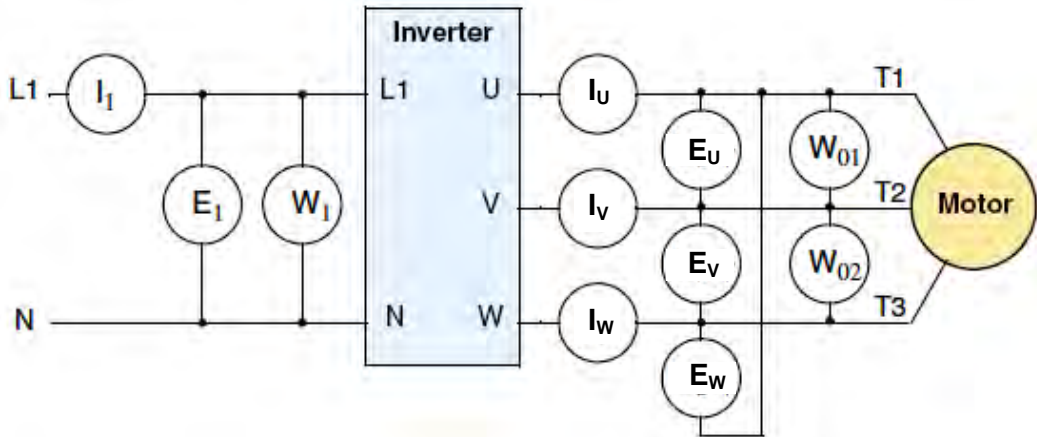 Inverter
L1 I1 L1 U IU T1
EU W01
E1 W1 V IV T2 Motor
EV W02
N N W IW T3
EW